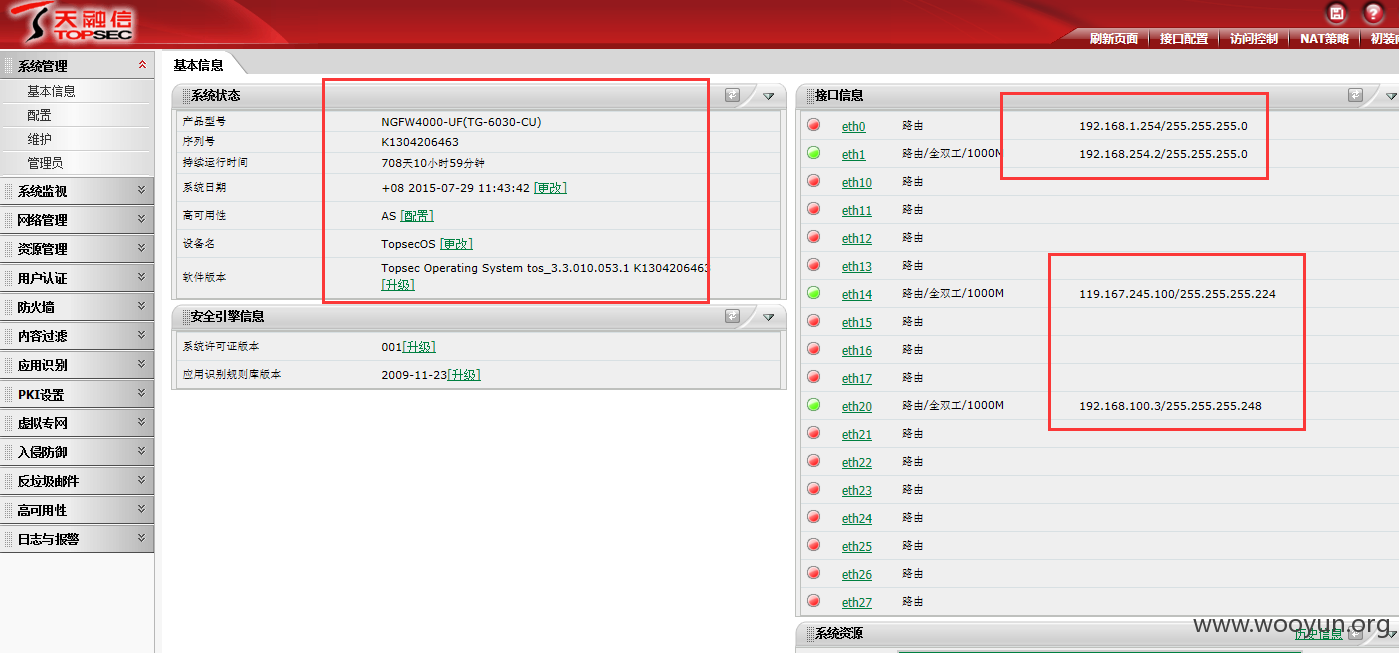 天融信
TOPSEC
刷新页面 接口配置 访问控制 NAT策略
系统管理
基本信息
配置
维护
管理员
系统监视
网络管理
资源管理
用户认证
防火墙
内容过滤
应用识别
PKI设置
虚拟专网
入侵防御
反垃圾邮件
高可用性
日志与报警
基本信息
系统状态
产品型号 NGFW4000-UF(TG-6030-CU)
序列号 K1304206463
持续运行时间 708天10小时59分钟
系统日期 +08 2015-07-29 11:43:42 [更改]
高可用性 AS [配置]
设备名 TopsecOS [更改]
软件版本 Topsec Operating System tos_3.3.010.053.1 K1304206463
[升级]
安全引擎信息
系统许可证版本 001[升级]
应用识别规则库版本 2009-11-23[升级]
接口信息
eth0 路由 192.168.1.254/255.255.255.0
eth1 路由/全双工/1000M 192.168.254.2/255.255.255.0
eth10 路由
eth11 路由
eth12 路由
eth13 路由
eth14 路由/全双工/1000M 119.167.245.100/255.255.255.224
eth15 路由
eth16 路由
eth17 路由
eth20 路由/全双工/1000M 192.168.100.3/255.255.255.248
eth21 路由
eth22 路由
eth23 路由
eth24 路由
eth25 路由
eth26 路由
eth27 路由
系统资源 历史信息
www.wooyun.org